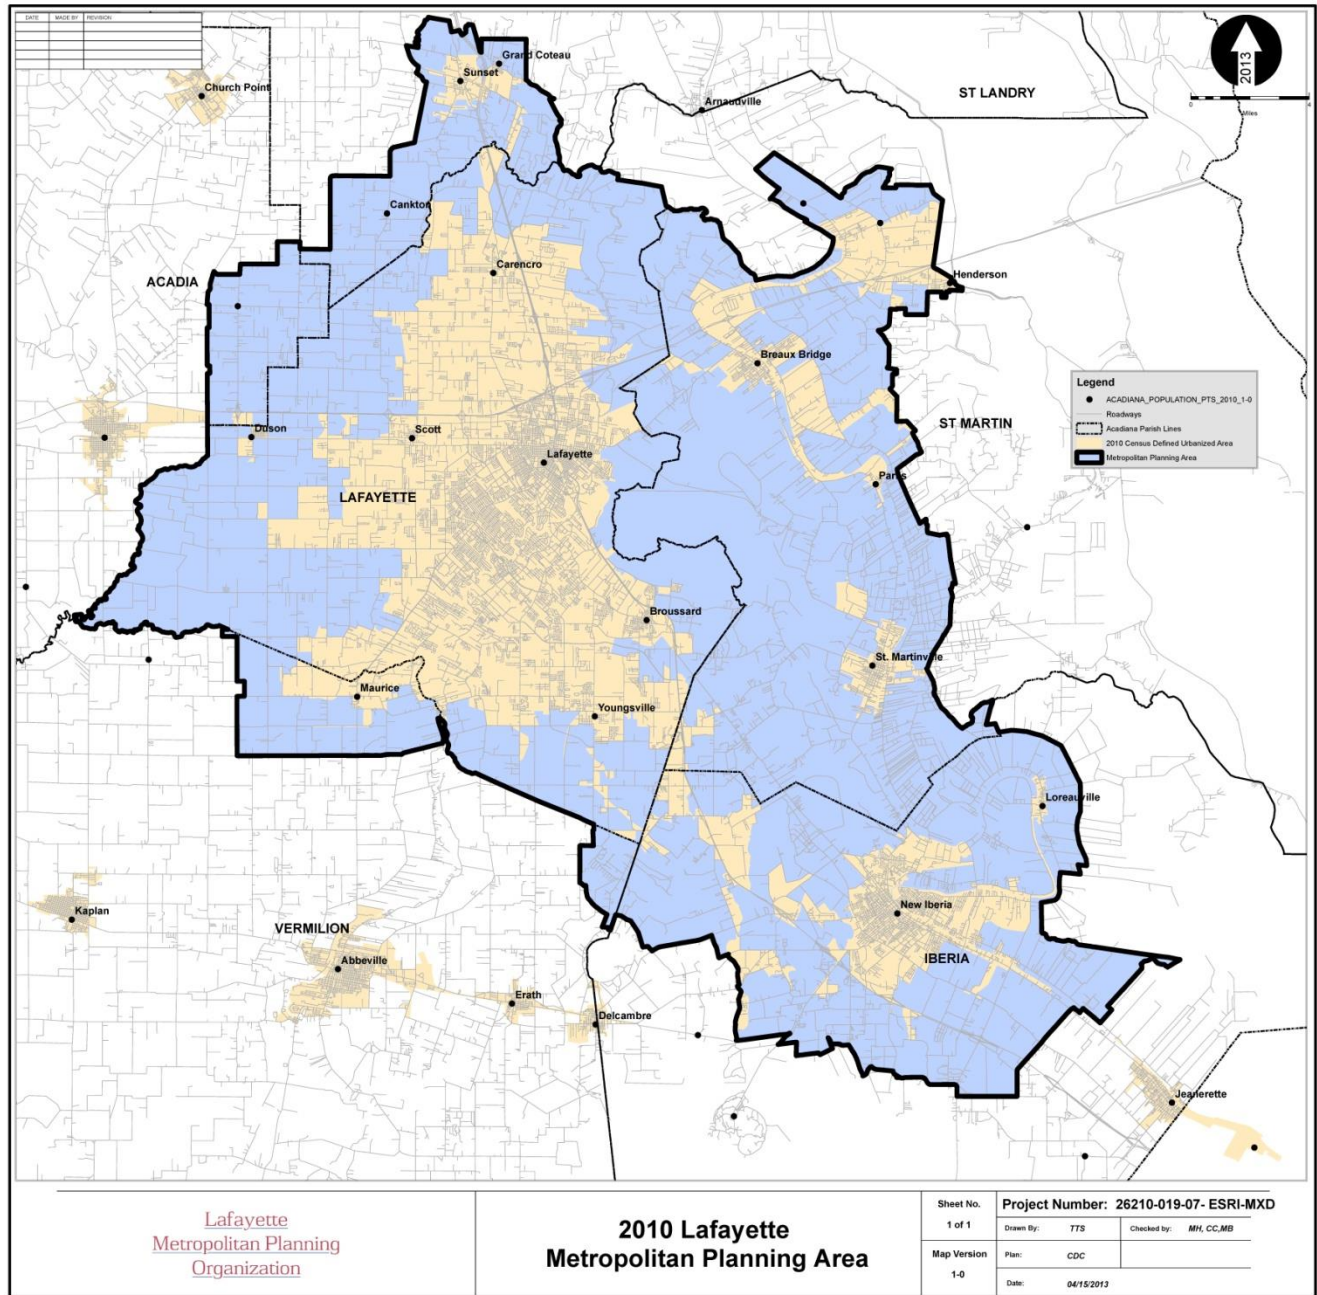 DATE MADE BY REVISION
Grand Coteau
Sunset
Church Point
Arnaudville
ST LANDRY
2013
0 4
Miles
Cankton
Carencro
ACADIA
Henderson
Breaux Bridge
Legend
ACADIANA_POPULATION_PTS_2010_1-0
Roadways
Acadiana Parish Lines
2010 Census Defined Urbanized Area
Metropolitan Planning Area
ST MARTIN
Duson
Scott
Lafayette
LAFAYETTE
Parks
Broussard
St. Martinville
Maurice
Youngsville
Loreauville
Kaplan
New Iberia
VERMILION
Abbeville
IBERIA
Erath
Delcambre
Jeanerette
Lafayette
Metropolitan Planning
Organization
2010 Lafayette
Metropolitan Planning Area
Sheet No.
1 of 1
Map Version
1-0
Project Number: 26210-019-07- ESRI-MXD
Drawn By: TTS Checked by: MH, CC,MB
Plan: CDC
Date: 04/15/2013